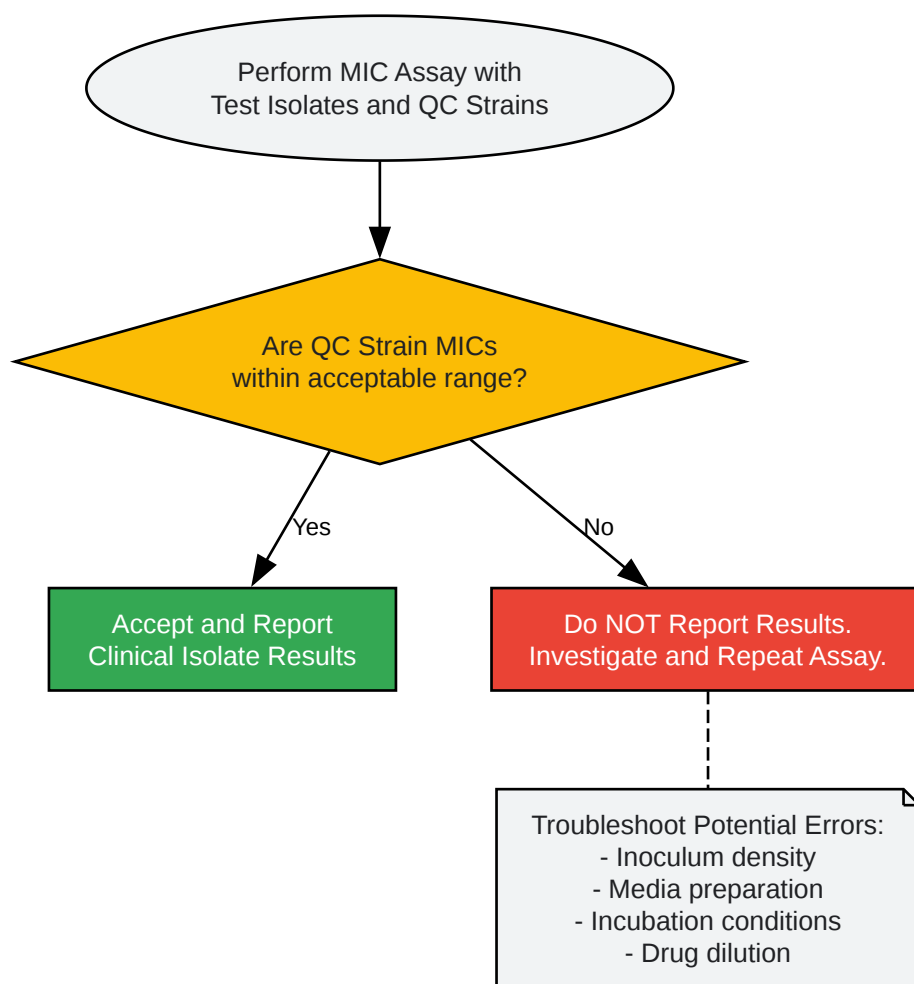 Perform MIC Assay with
Test Isolates and QC Strains
Are QC Strain MICs
within acceptable range?
Yes
No
Accept and Report
Clinical Isolate Results
Do NOT Report Results.
Investigate and Repeat Assay.
Troubleshoot Potential Errors:
- Inoculum density
- Media preparation
- Incubation conditions
- Drug dilution